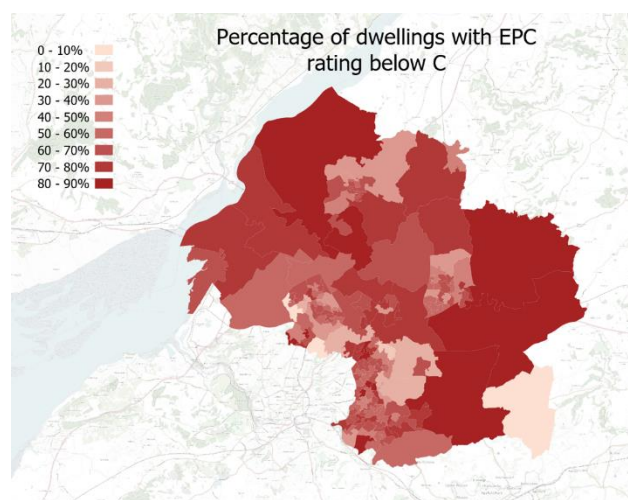 Percentage of dwellings with EPC
rating below C
0 - 10%
10 - 20%
20 - 30%
30 - 40%
40 - 50%
50 - 60%
60 - 70%
70 - 80%
80 - 90%